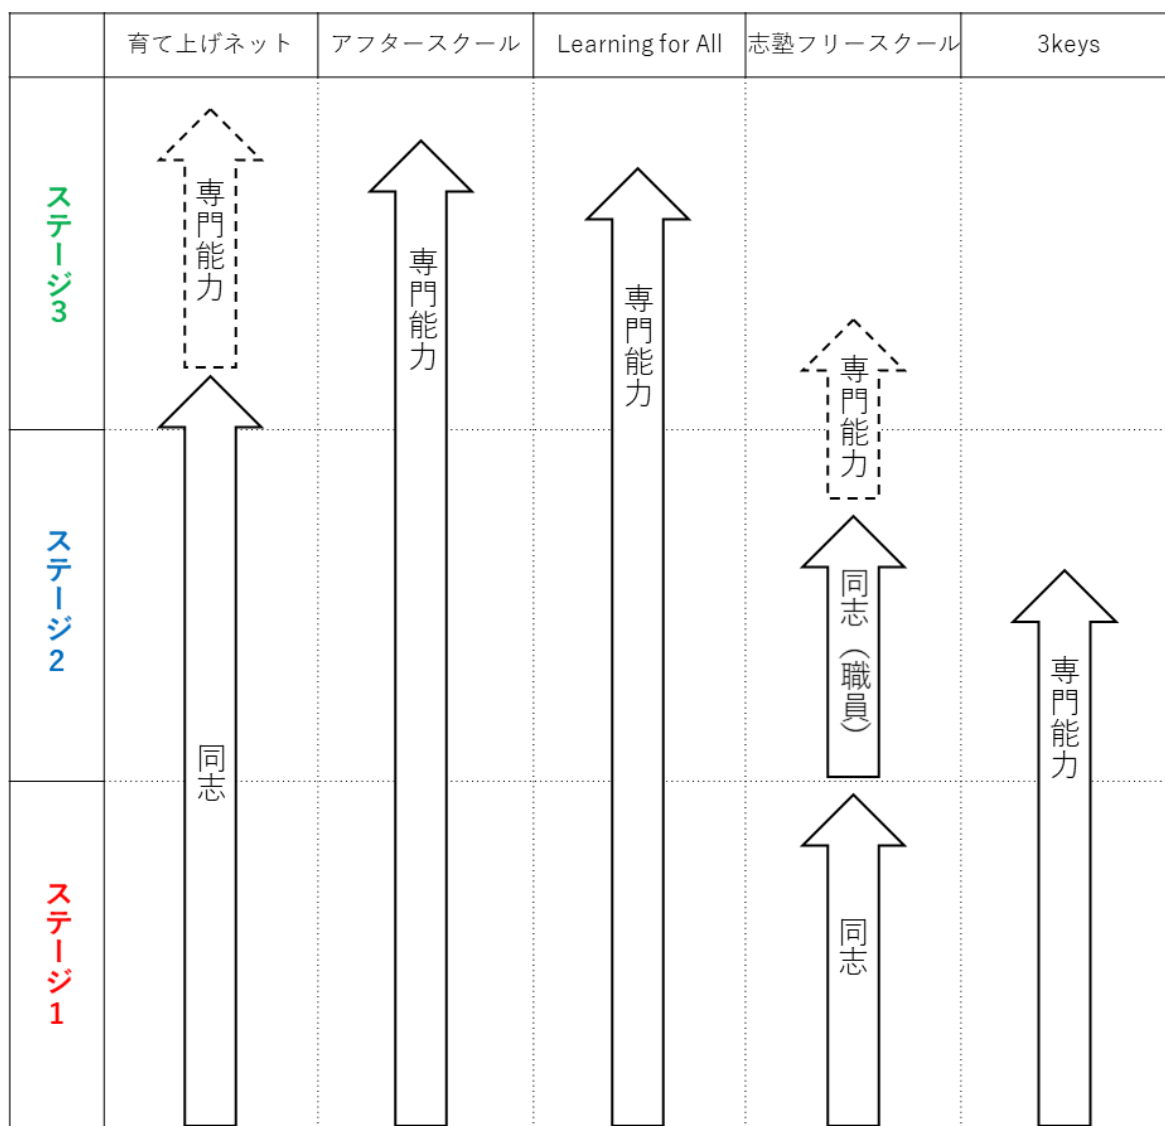 育て上げネット
アフタースクール
Learning for All
志塾フリースクール
3keys
ステージ3
専門能力
専門能力
専門能力
専門能力
ステージ2
同志
同志（職員）
専門能力
ステージ1
同志